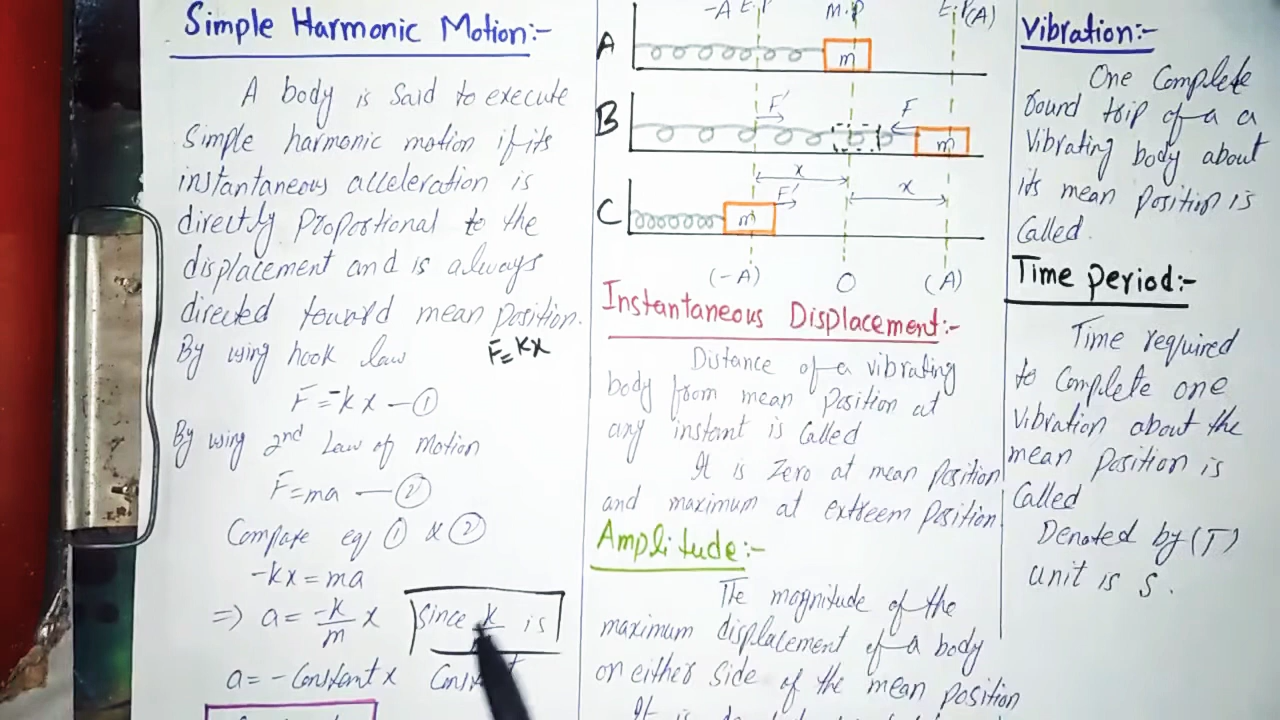 Simple Harmonic Motion:-
A body is said to execute
Simple harmonic motion if its
instantaneous alleleration is
directly proportional to the
displacement and is always
directed toward mean position.
By using hook law F=kx
F=-kx-①
By using 2nd Law of Motion
F=ma-②
Compare eq ① & ②
-kx=ma
=> a=-k/m x
Since k is
a=-Constant x
-A E.P M.P E.P(A)
A m
B F' F m
x x
C m F'
(-A) O (A)
Instantaneous Displacement:-
Distance of a vibrating
body from mean position at
any instant is Called
It is Zero at mean position
and maximum at extreem position
Amplitude:-
The magnitude of the
maximum displacement of a body
on either side of the mean position
Vibration:-
One Complete
round trip of a a
Vibrating body about
its mean position is
Called.
Time period:-
Time required
to Complete one
vibration about the
mean position is
Called
Denoted by (T)
unit is S.